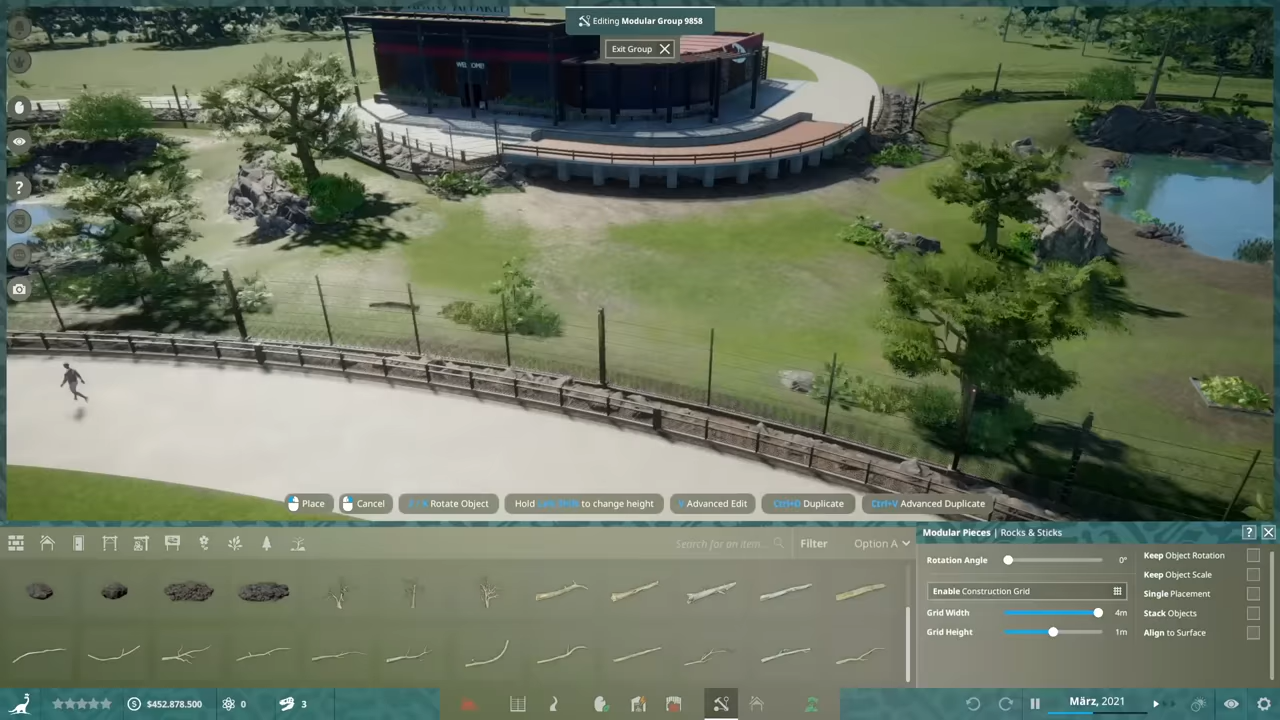 Editing Modular Group 9858
Exit Group
WELCOME!
Place
Cancel
Rotate Object
Hold to change height
Advanced Edit
Ctrl+D Duplicate
Ctrl+V Advanced Duplicate
Search for an item...
Filter
Option A
Modular Pieces | Rocks & Sticks
?
Rotation Angle 0°
Enable Construction Grid
Grid Width 4m
Grid Height 1m
Keep Object Rotation
Keep Object Scale
Single Placement
Stack Objects
Align to Surface
$452.878.500
0
3
März, 2021